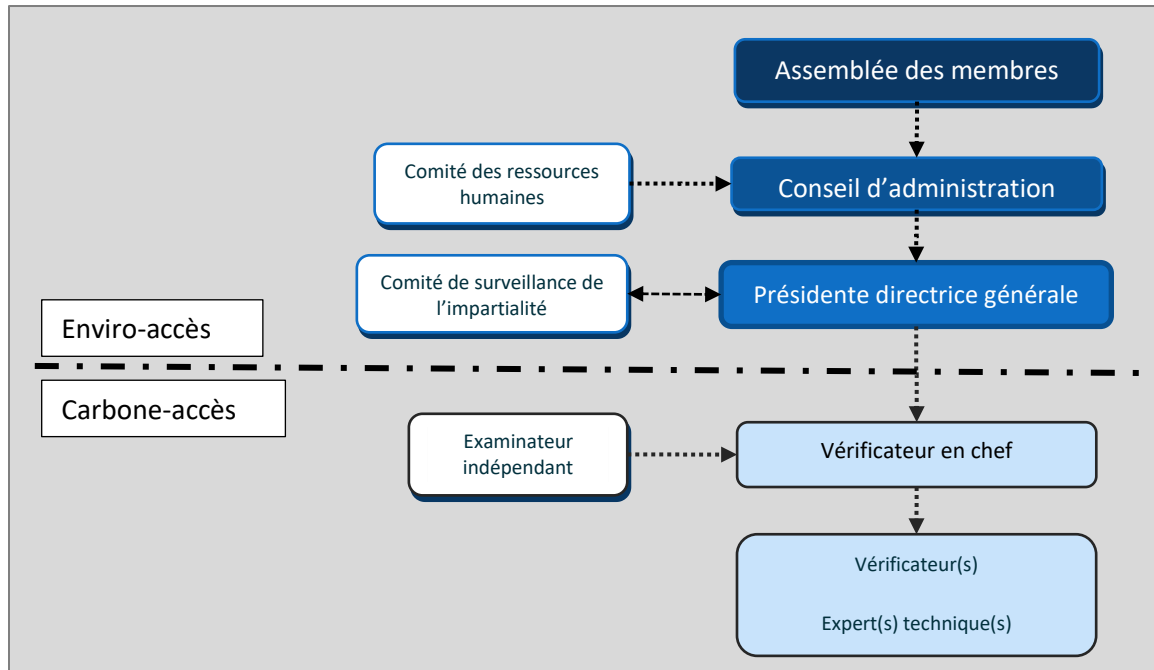 Assemblée des membres
Comité des ressources
humaines
Conseil d’administration
Comité de surveillance de
l’impartialité
Présidente directrice générale
Enviro-accès
Carbone-accès
Examinateur
indépendant
Vérificateur en chef
Vérificateur(s)
Expert(s) technique(s)